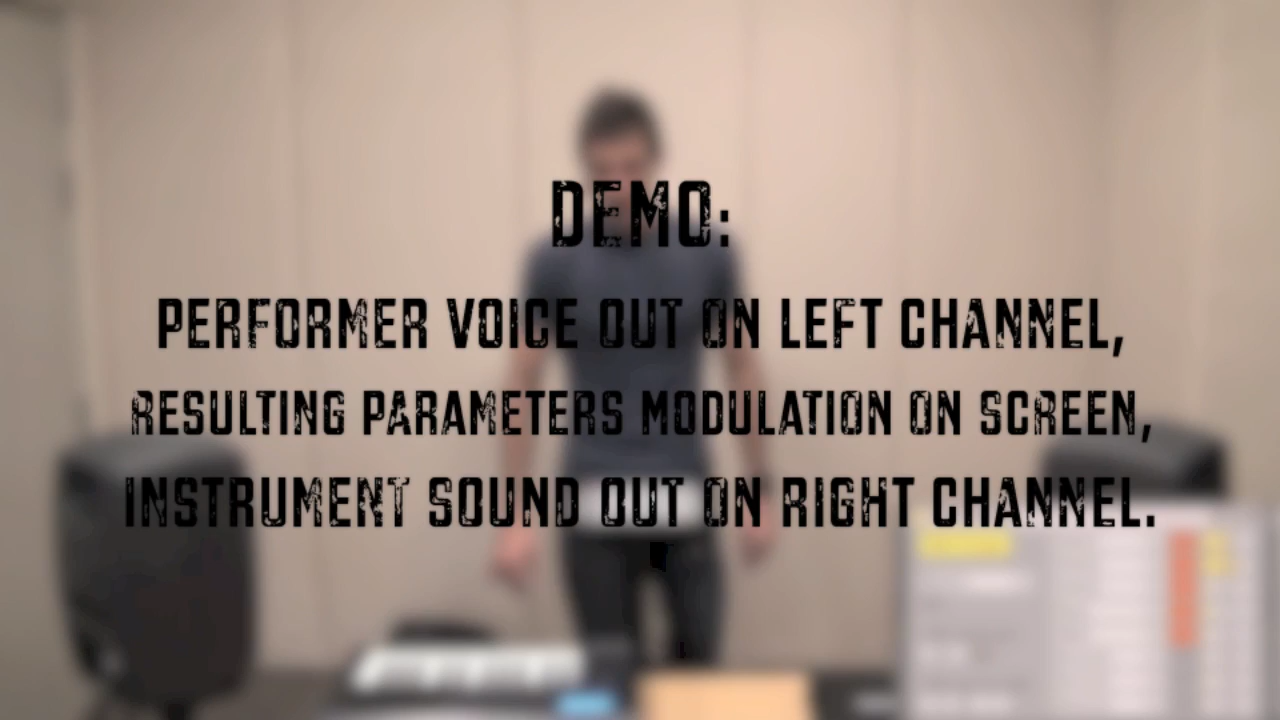 DEMO:
PERFORMER VOICE OUT ON LEFT CHANNEL,
RESULTING PARAMETERS MODULATION ON SCREEN,
INSTRUMENT SOUND OUT ON RIGHT CHANNEL.